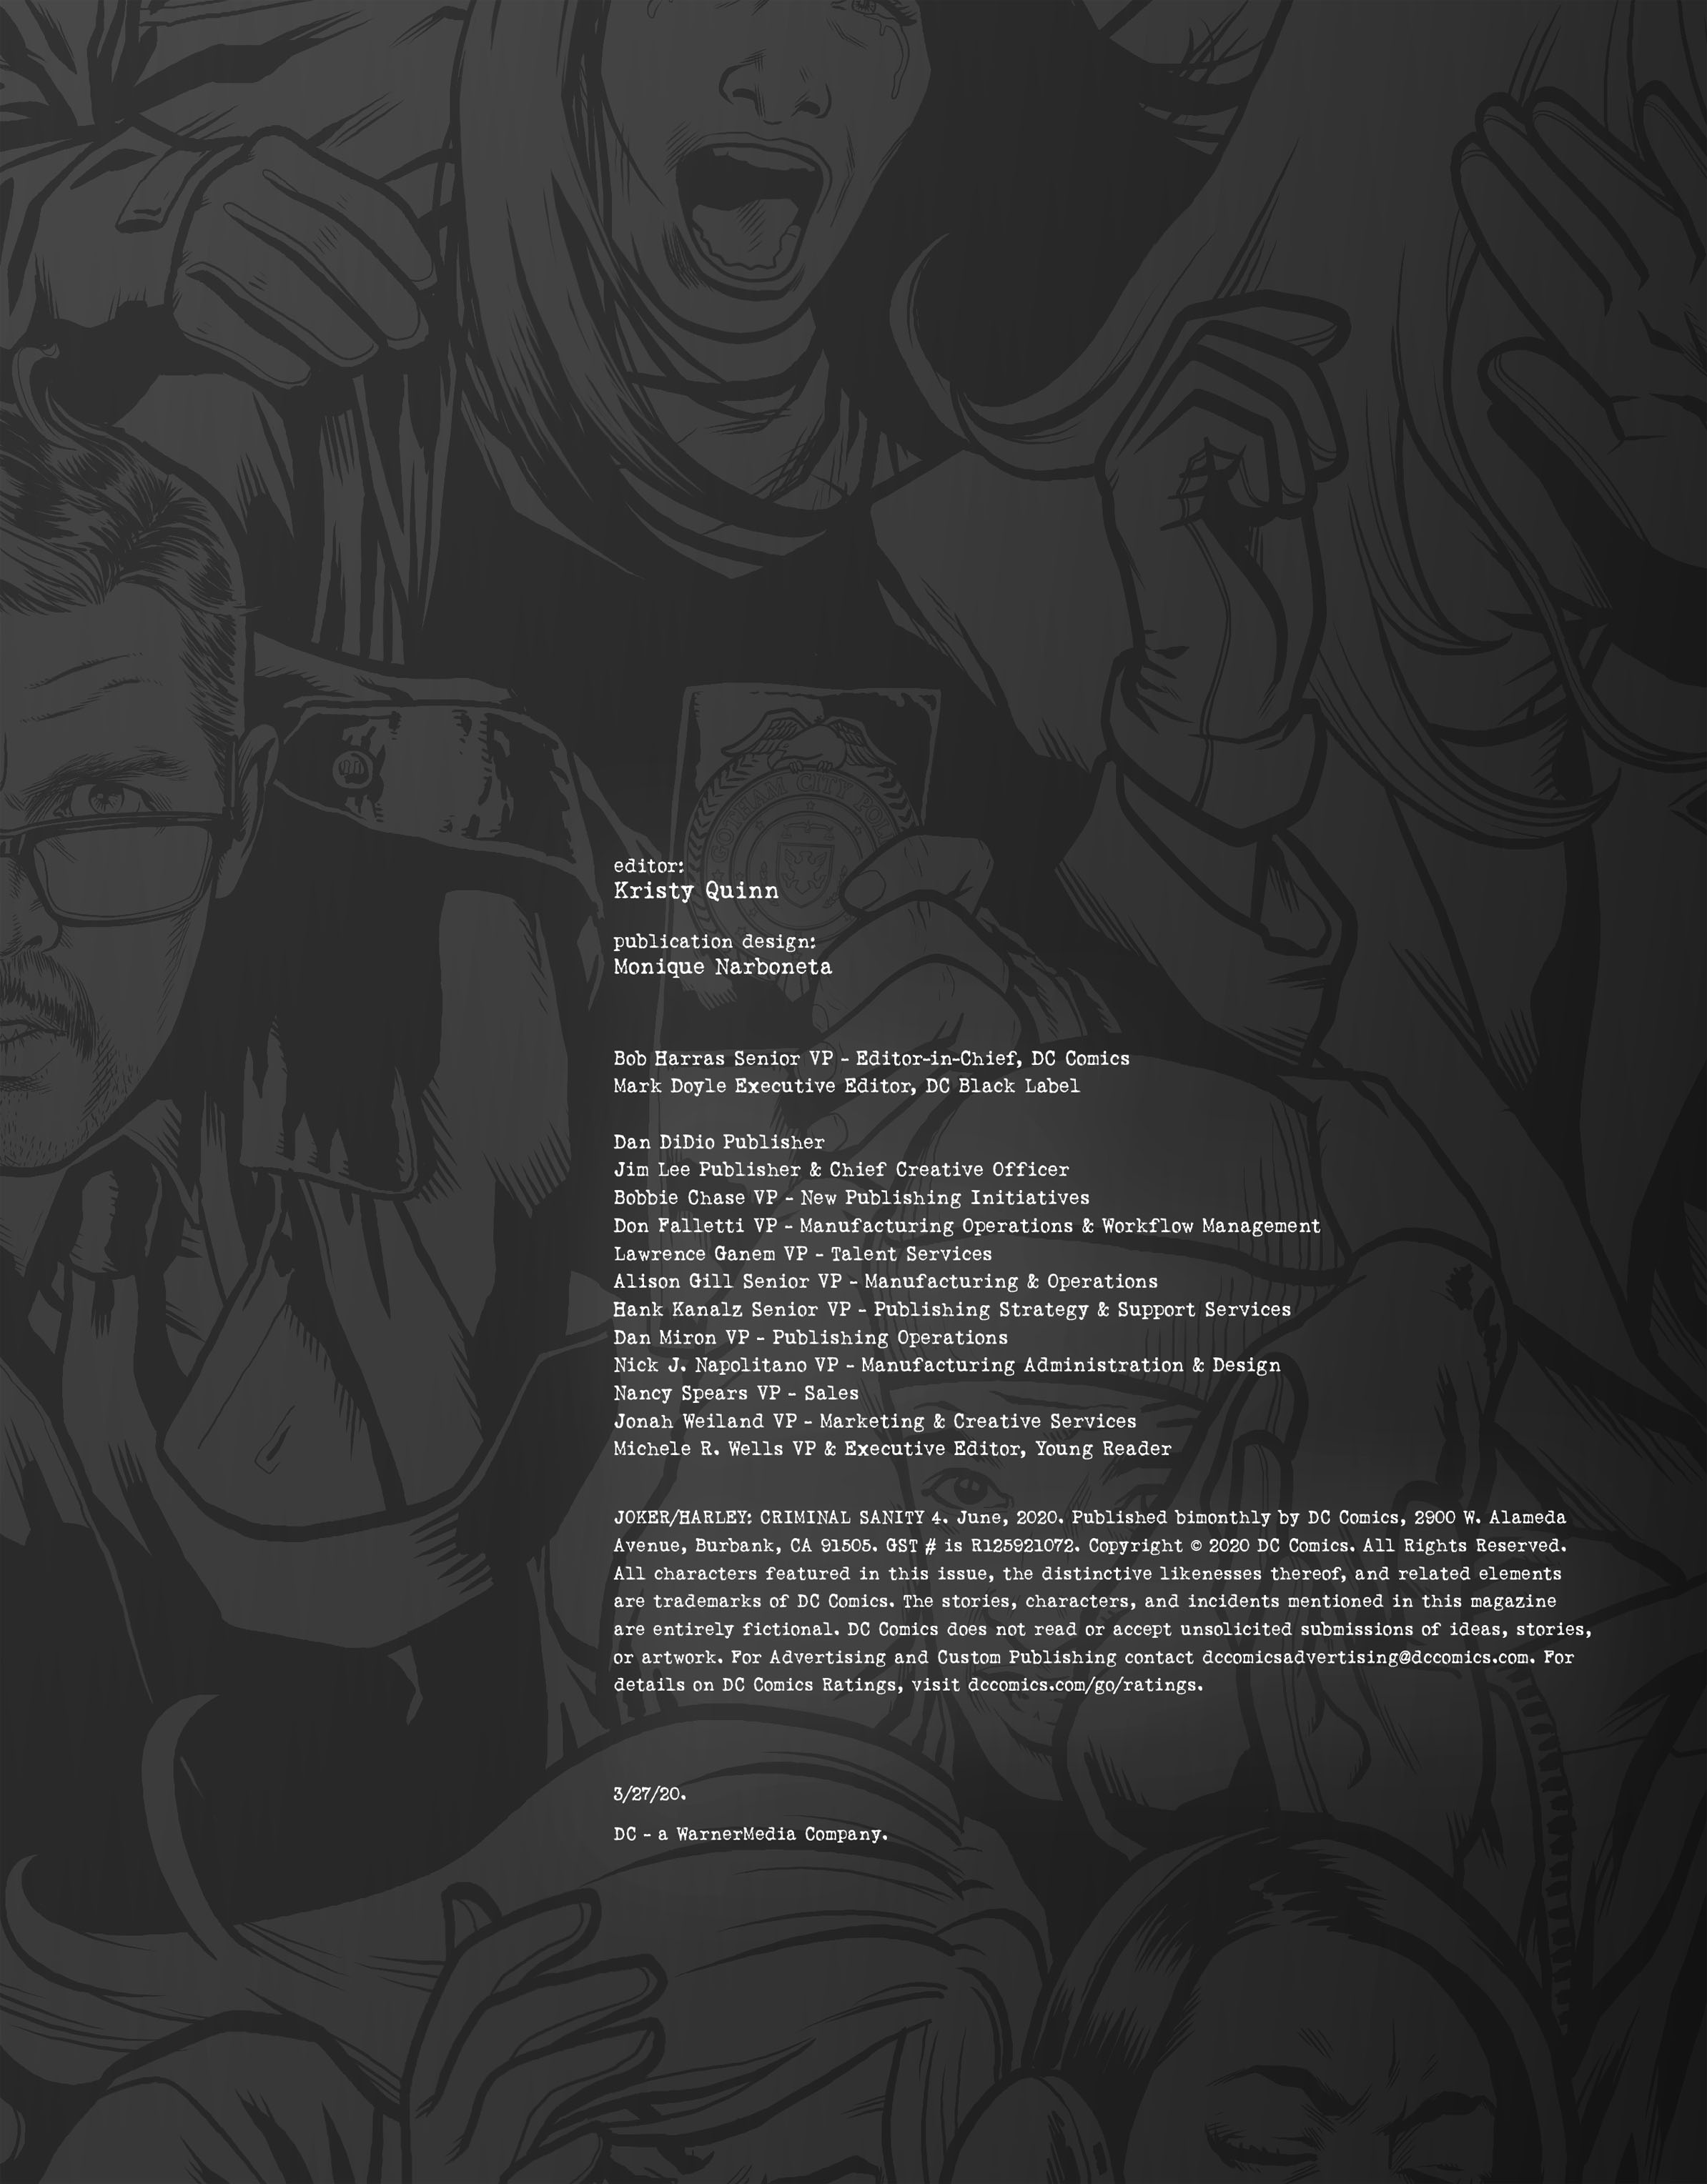 GOTHAM CITY
editor:
Kristy Quinn
publication design:
Monique Narboneta
Bob Harras Senior VP - Editor-in-Chief, DC Comics
Mark Doyle Executive Editor, DC Black Label
Dan DiDio Publisher
Jim Lee Publisher & Chief Creative Officer
Bobbie Chase VP - New Publishing Initiatives
Don Falletti VP - Manufacturing Operations & Workflow Management
Lawrence Ganem VP - Talent Services
Alison Gill Senior VP - Manufacturing & Operations
Hank Kanalz Senior VP - Publishing Strategy & Support Services
Dan Miron VP - Publishing Operations
Nick J. Napolitano VP - Manufacturing Administration & Design
Nancy Spears VP - Sales
Jonah Weiland VP - Marketing & Creative Services
Michele R. Wells VP & Executive Editor, Young Reader
JOKER/HARLEY: CRIMINAL SANITY 4. June, 2020. Published bimonthly by DC Comics, 2900 W. Alameda
Avenue, Burbank, CA 91505. GST # is R125921072. Copyright © 2020 DC Comics. All Rights Reserved.
All characters featured in this issue, the distinctive likenesses thereof, and related elements
are trademarks of DC Comics. The stories, characters, and incidents mentioned in this magazine
are entirely fictional. DC Comics does not read or accept unsolicited submissions of ideas, stories,
or artwork. For Advertising and Custom Publishing contact dccomicsadvertising@dccomics.com. For
details on DC Comics Ratings, visit dccomics.com/go/ratings.
3/27/20.
DC - a WarnerMedia Company.